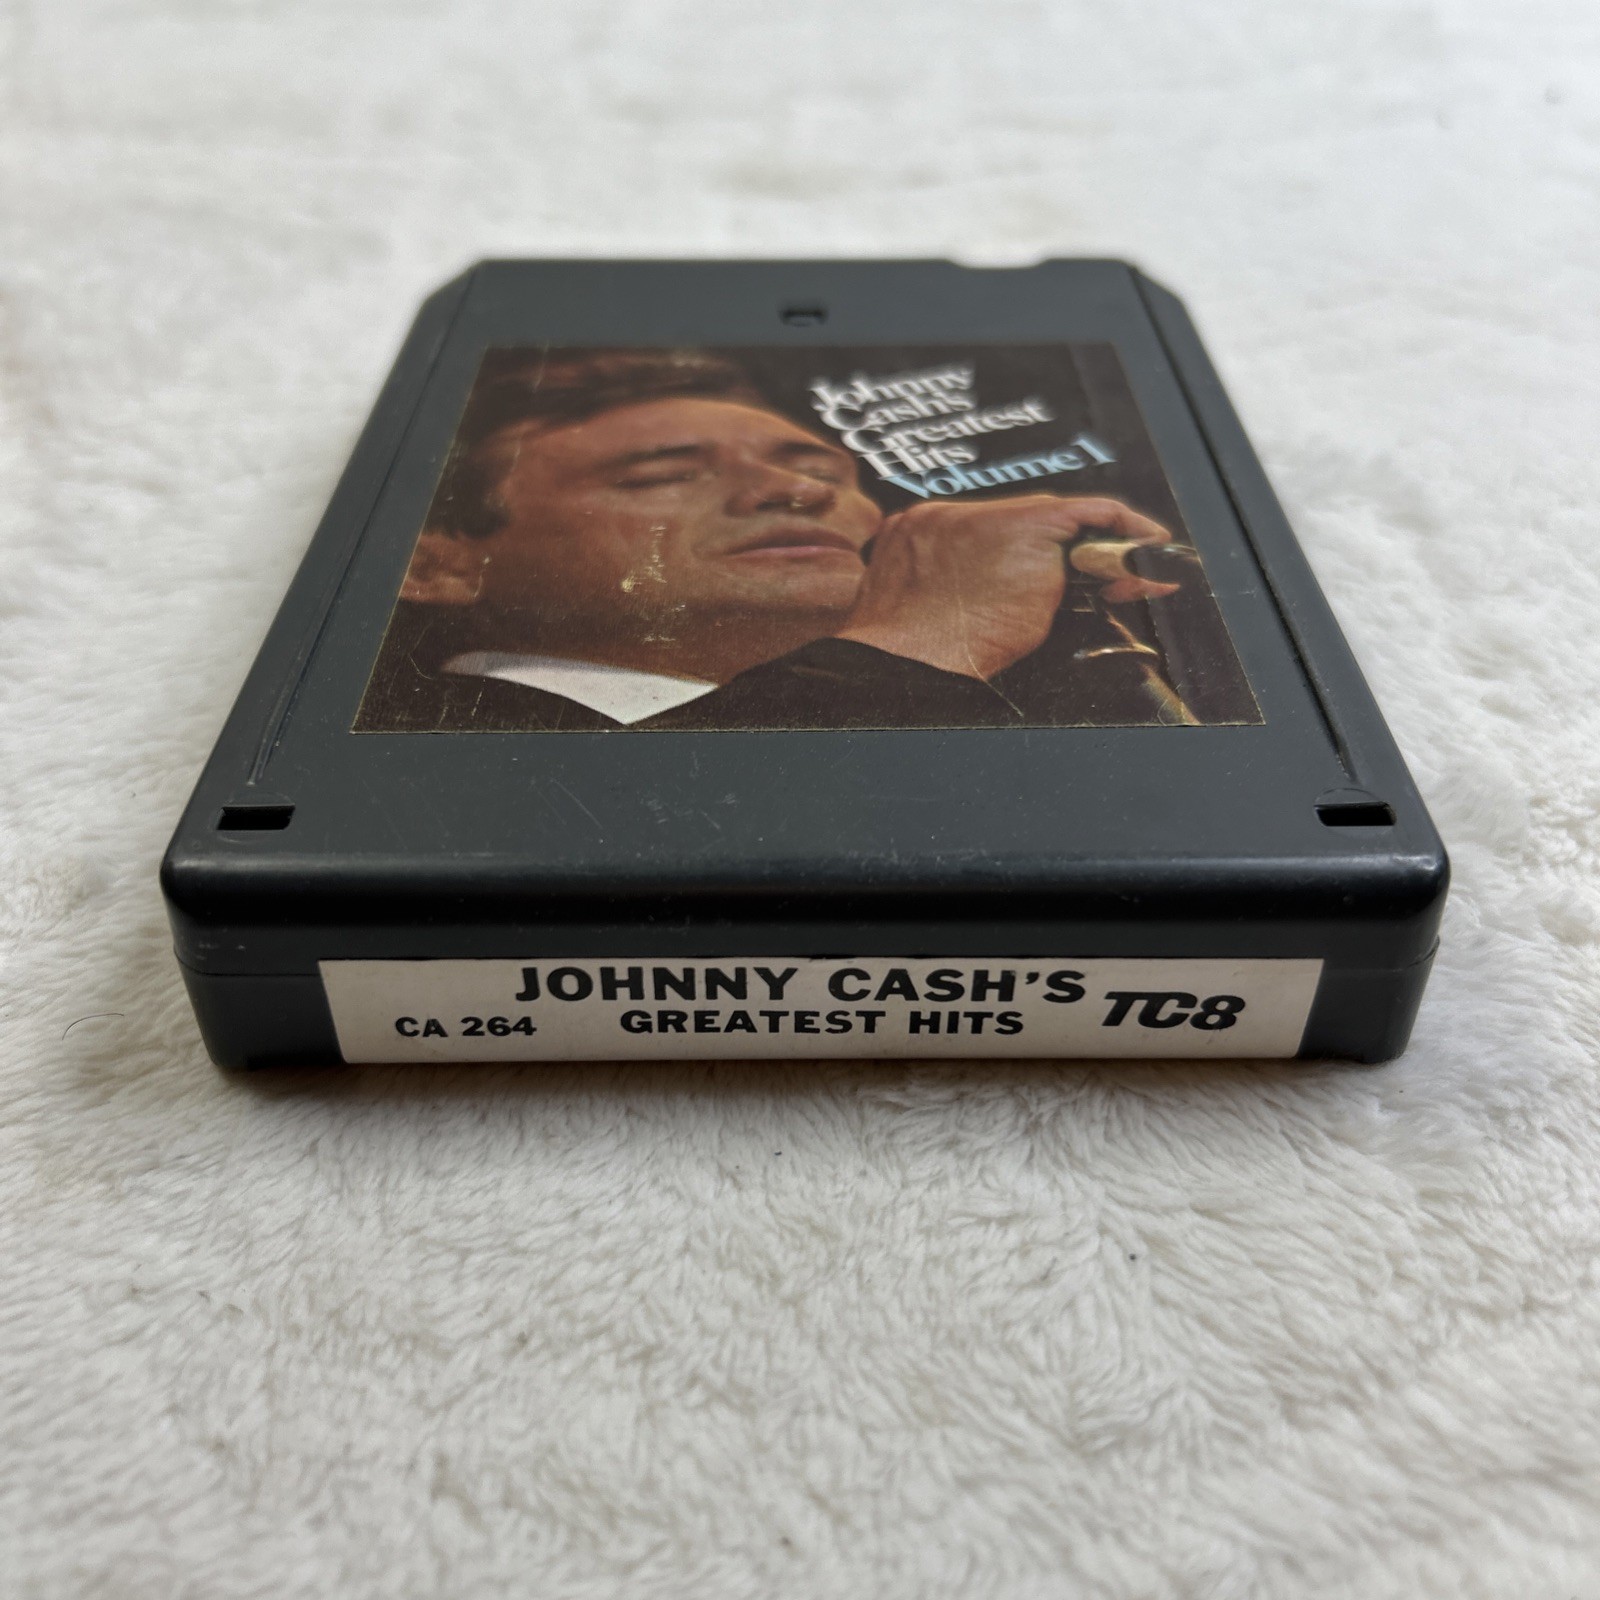 Johnny
Cash's
Greatest
Hits
Volume 1
JOHNNY CASH'S
CA 264 GREATEST HITS TC8